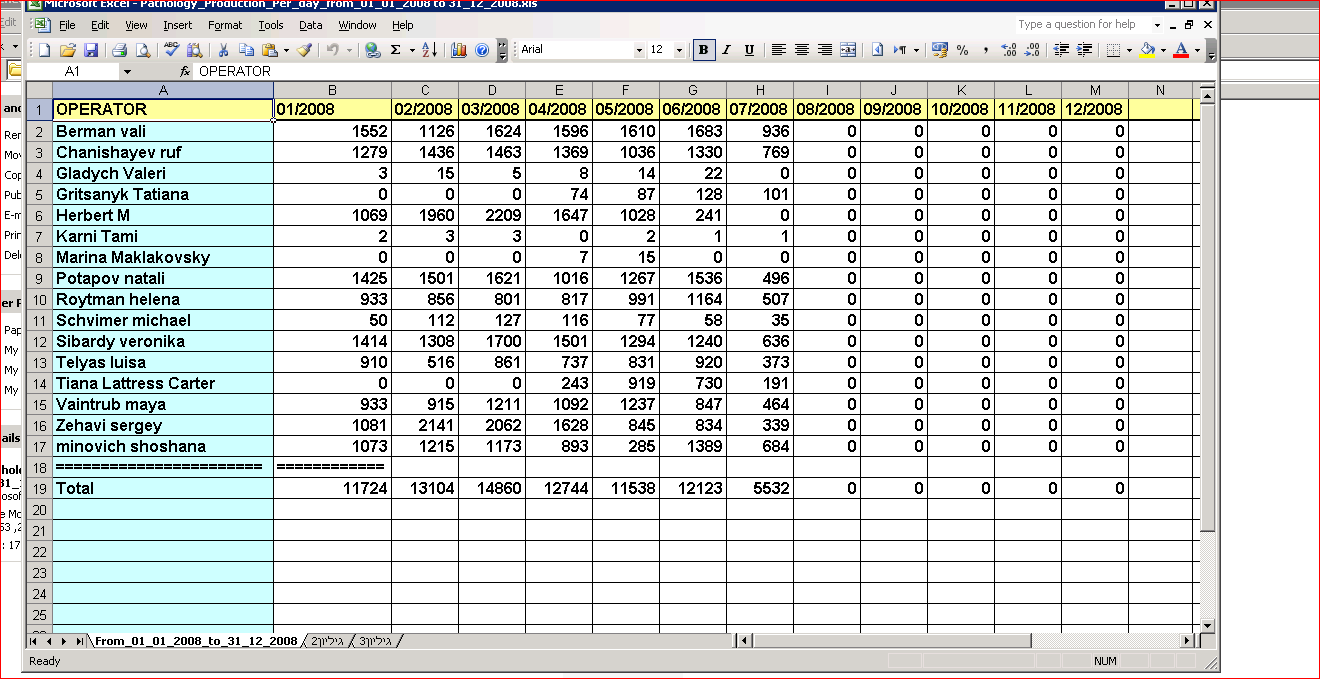 Microsoft Excel - Pathology_Production_Per_day_from_01_01_2008 to 31_12_2008.xls
File Edit View Insert Format Tools Data Window Help Type a question for help
Arial 12 B I U
A1 fx OPERATOR
A B C D E F G H I J K L M N
1 OPERATOR 01/2008 02/2008 03/2008 04/2008 05/2008 06/2008 07/2008 08/2008 09/2008 10/2008 11/2008 12/2008
2 Berman vali 1552 1126 1624 1596 1610 1683 936 0 0 0 0 0
3 Chanishayev ruf 1279 1436 1463 1369 1036 1330 769 0 0 0 0 0
4 Gladych Valeri 3 15 5 8 14 22 0 0 0 0 0 0
5 Gritsanyk Tatiana 0 0 0 74 87 128 101 0 0 0 0 0
6 Herbert M 1069 1960 2209 1647 1028 241 0 0 0 0 0 0
7 Karni Tami 2 3 3 0 2 1 1 0 0 0 0 0
8 Marina Maklakovsky 0 0 0 7 15 0 0 0 0 0 0 0
9 Potapov natali 1425 1501 1621 1016 1267 1536 496 0 0 0 0 0
10 Roytman helena 933 856 801 817 991 1164 507 0 0 0 0 0
11 Schvimer michael 50 112 127 116 77 58 35 0 0 0 0 0
12 Sibardy veronika 1414 1308 1700 1501 1294 1240 636 0 0 0 0 0
13 Telyas luisa 910 516 861 737 831 920 373 0 0 0 0 0
14 Tiana Lattress Carter 0 0 0 243 919 730 191 0 0 0 0 0
15 Vaintrub maya 933 915 1211 1092 1237 847 464 0 0 0 0 0
16 Zehavi sergey 1081 2141 2062 1628 845 834 339 0 0 0 0 0
17 minovich shoshana 1073 1215 1173 893 285 1389 684 0 0 0 0 0
18 ======================= ============
19 Total 11724 13104 14860 12744 11538 12123 5532 0 0 0 0 0
20
21
22
23
24
25
From_01_01_2008_to_31_12_2008 גיליון2 גיליון3
Ready NUM